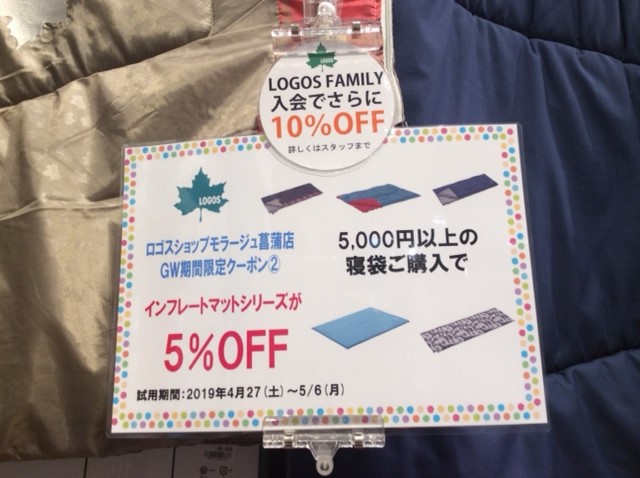 LOGOS
LOGOS FAMILY
入会でさらに
10%OFF
詳しくはスタッフまで
LOGOS
ロゴスショップモラージュ菖蒲店
GW期間限定クーポン②
5,000円以上の
寝袋ご購入で
インフレートマットシリーズが
5%OFF
試用期間:2019年4月27(土)~5/6(月)